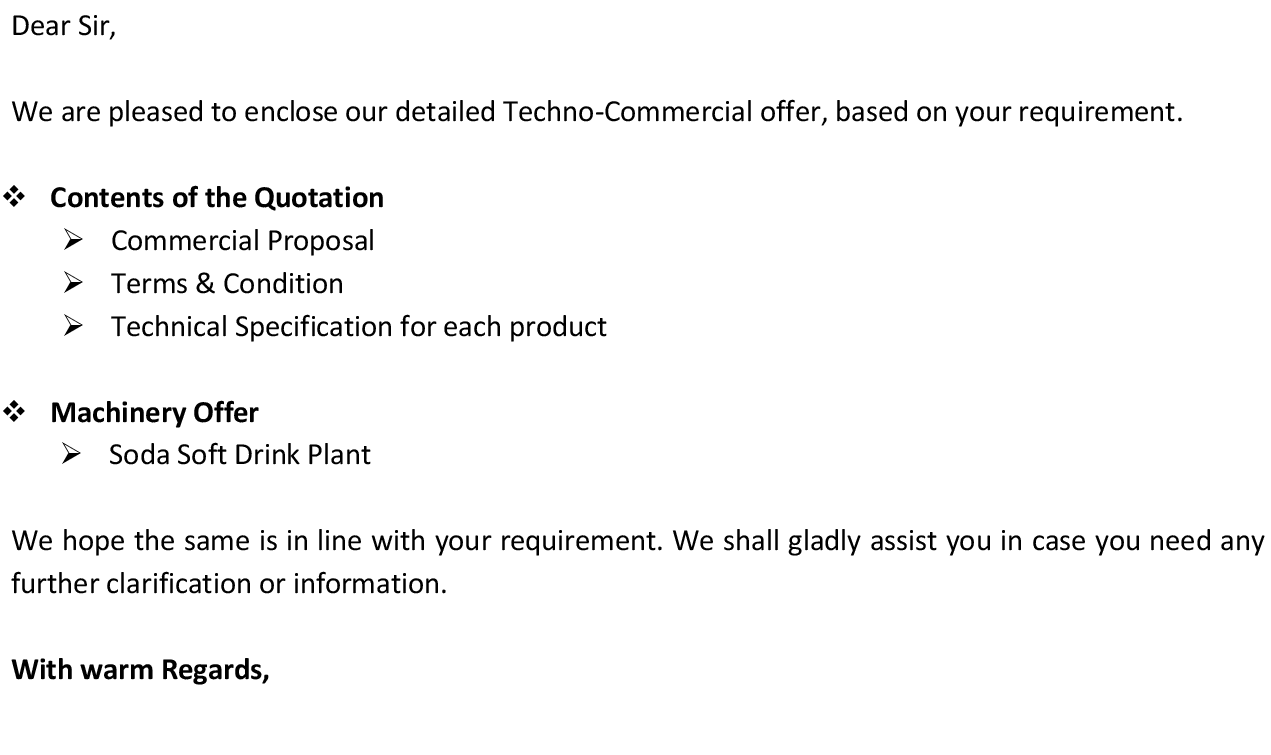 Dear Sir,
We are pleased to enclose our detailed Techno-Commercial offer, based on your requirement.
❖ Contents of the Quotation
➢ Commercial Proposal
➢ Terms & Condition
➢ Technical Specification for each product
❖ Machinery Offer
➢ Soda Soft Drink Plant
We hope the same is in line with your requirement. We shall gladly assist you in case you need any
further clarification or information.
With warm Regards,